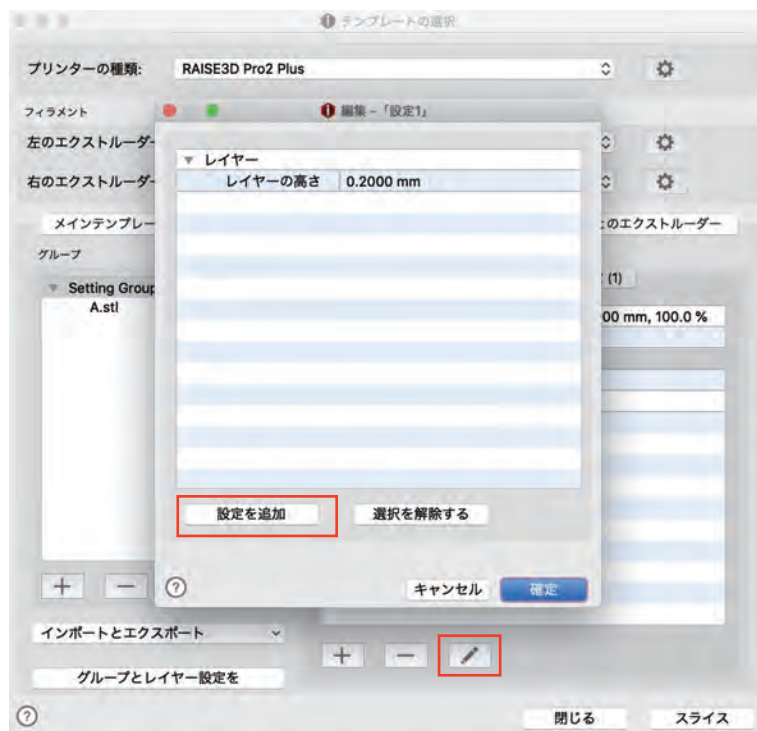 テンプレートの選択
プリンターの種類: RAISE3D Pro2 Plus
フィラメント
編集 - 「設定1」
左のエクストルーダー
レイヤー
右のエクストルーダー
レイヤーの高さ 0.2000 mm
メインテンプレー
のエクストルーダー
グループ
(1)
Setting Group
A.stl
00 mm, 100.0 %
設定を追加 選択を解除する
+ − ? キャンセル 確定
インポートとエクスポート
+ −
グループとレイヤー設定を
? 閉じる スライス